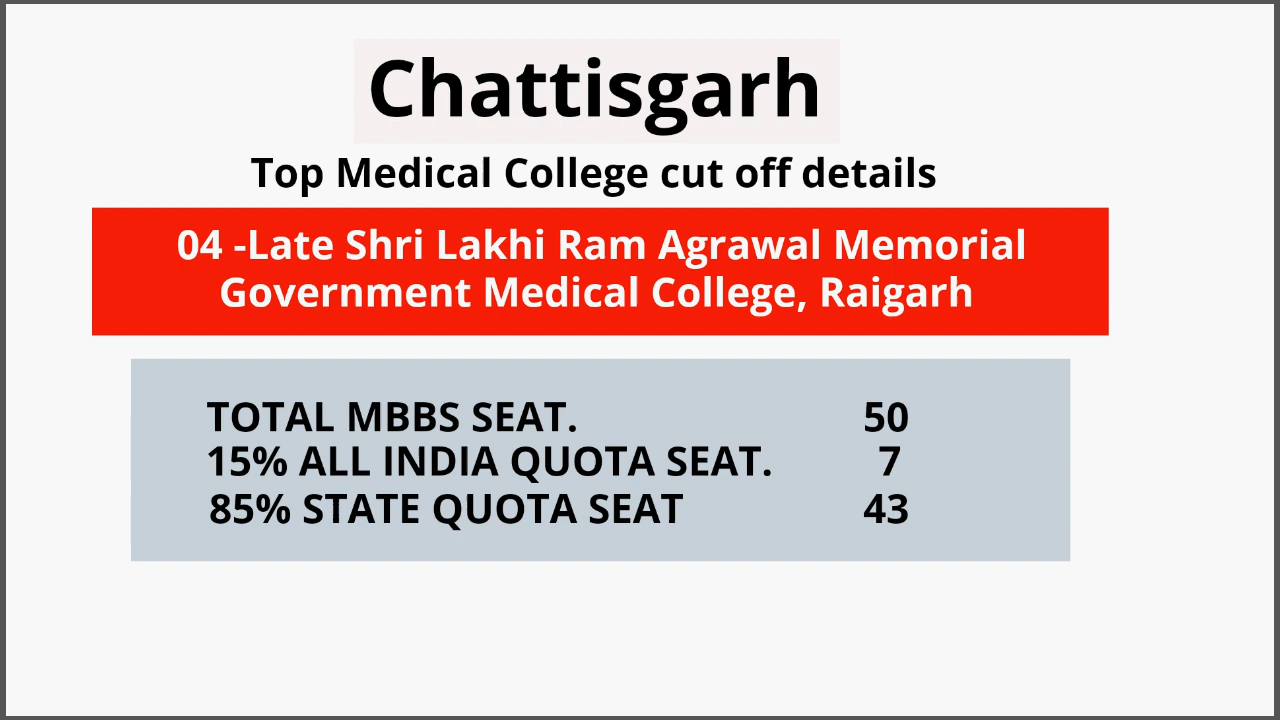 Chattisgarh
Top Medical College cut off details
04 -Late Shri Lakhi Ram Agrawal Memorial
Government Medical College, Raigarh
TOTAL MBBS SEAT. 50
15% ALL INDIA QUOTA SEAT. 7
85% STATE QUOTA SEAT 43